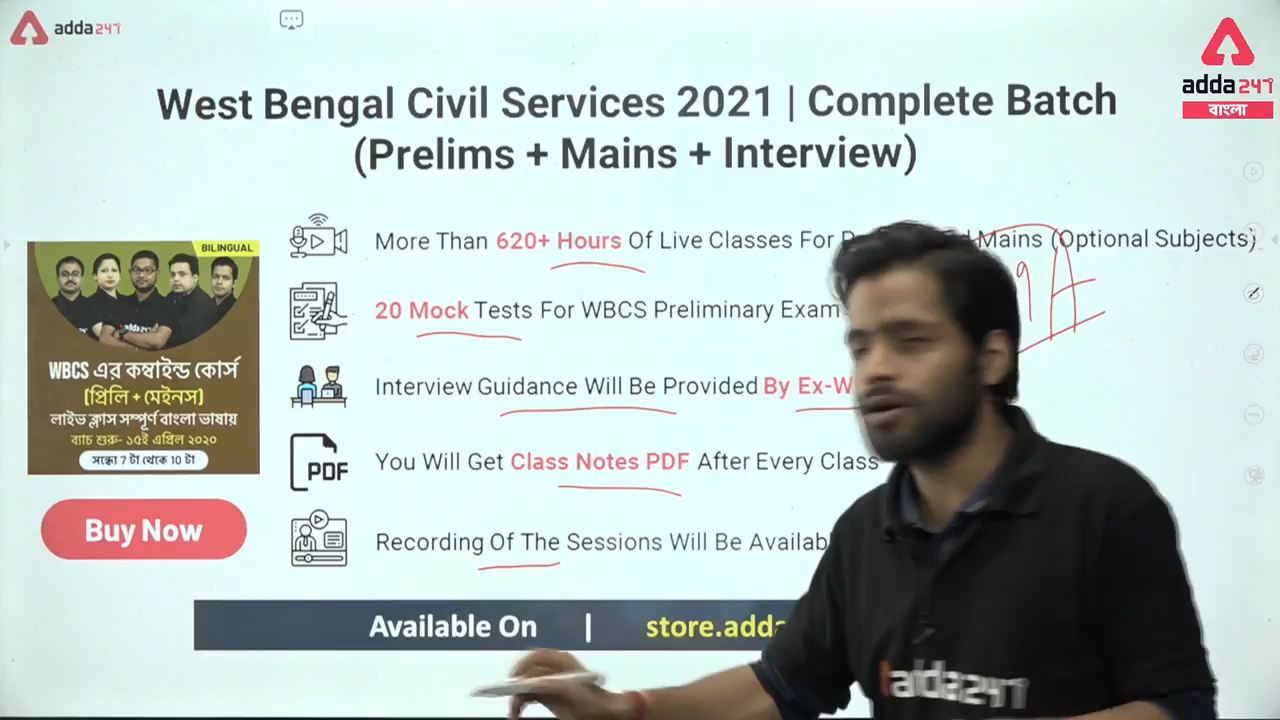 adda247
adda247
বাংলা
West Bengal Civil Services 2021 | Complete Batch
(Prelims + Mains + Interview)
More Than 620+ Hours Of Live Classes For Mains (Optional Subjects)
20 Mock Tests For WBCS Preliminary Exam
Interview Guidance Will Be Provided By Ex-W
You Will Get Class Notes PDF After Every Class
Recording Of The Sessions Will Be Availab
PDF
BILINGUAL
WBCS এর কম্বাইন্ড কোর্স
(প্রিলি + মেইনস)
লাইভ ক্লাস সম্পূর্ণ বাংলা ভাষায়
ব্যাচ শুরু- ১৫ই এপ্রিল ২০২০
সন্ধ্যে 7 টা থেকে 10 টা
Buy Now
Available On | store.adda
adda247